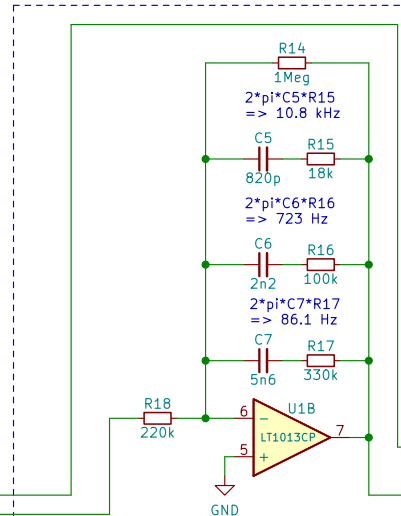 R14
1Meg
2*pi*C5*R15
=> 10.8 kHz
C5
R15
820p
18k
2*pi*C6*R16
=> 723 Hz
C6
R16
2n2
100k
2*pi*C7*R17
=> 86.1 Hz
C7
R17
5n6
330k
R18
220k
U1B
6
7
5
LT1013CP
GND